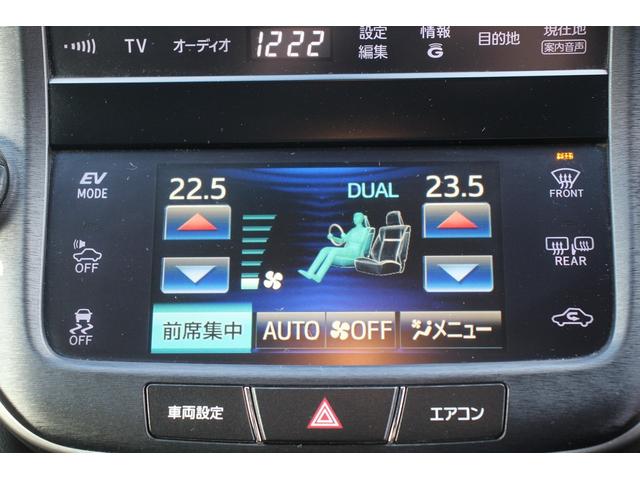 TV オーディオ 1222 設定 編集 情報 G 目的地 現在地 案内音声
EV MODE
22.5 DUAL 23.5
FRONT
OFF
REAR
OFF
前席集中 AUTO OFF メニュー
車両設定 エアコン